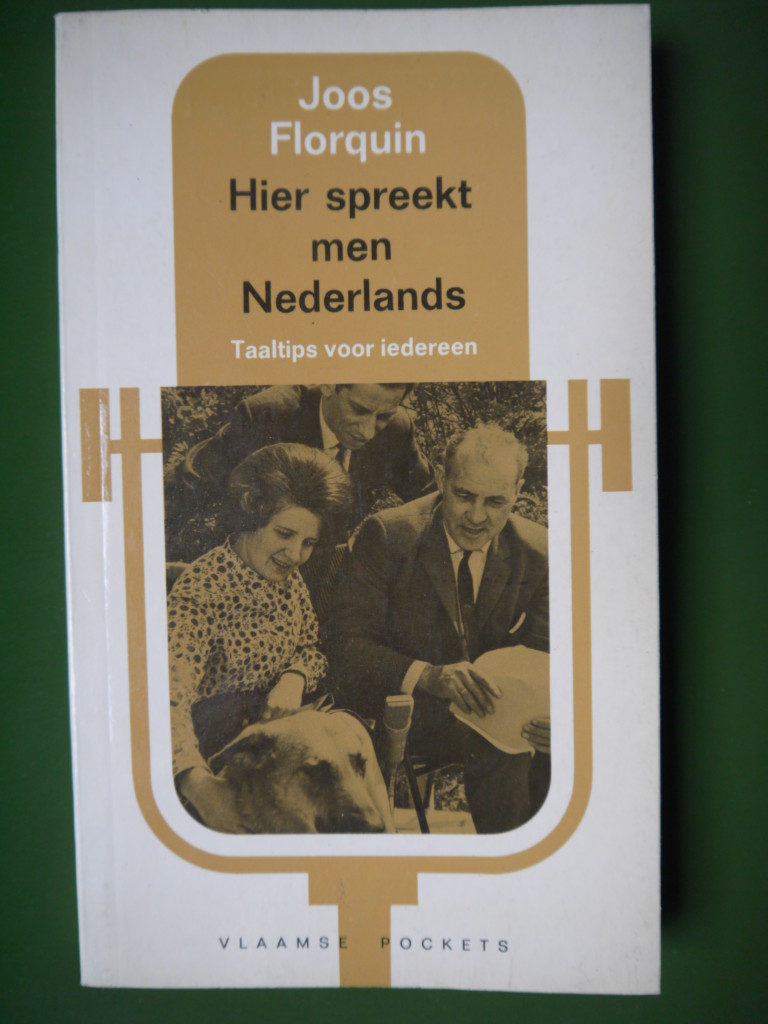 Joos
Florquin
Hier spreekt
men
Nederlands
Taaltips voor iedereen
VLAAMSE POCKETS